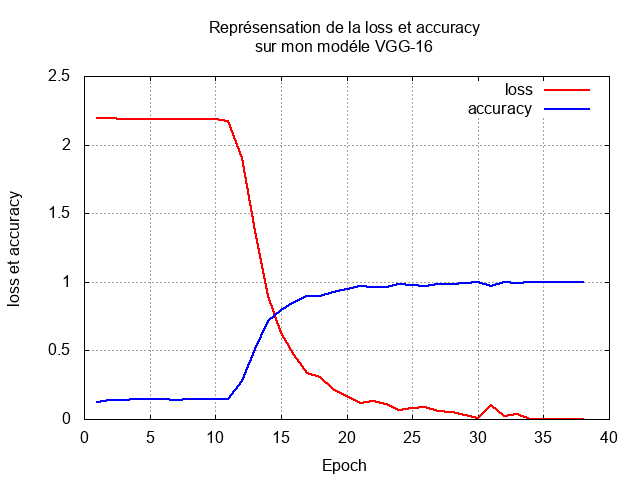 Représensation de la loss et accuracy
sur mon modéle VGG-16
loss
accuracy
2.5
2
1.5
1
0.5
0
loss et accuracy
0 5 10 15 20 25 30 35 40
Epoch